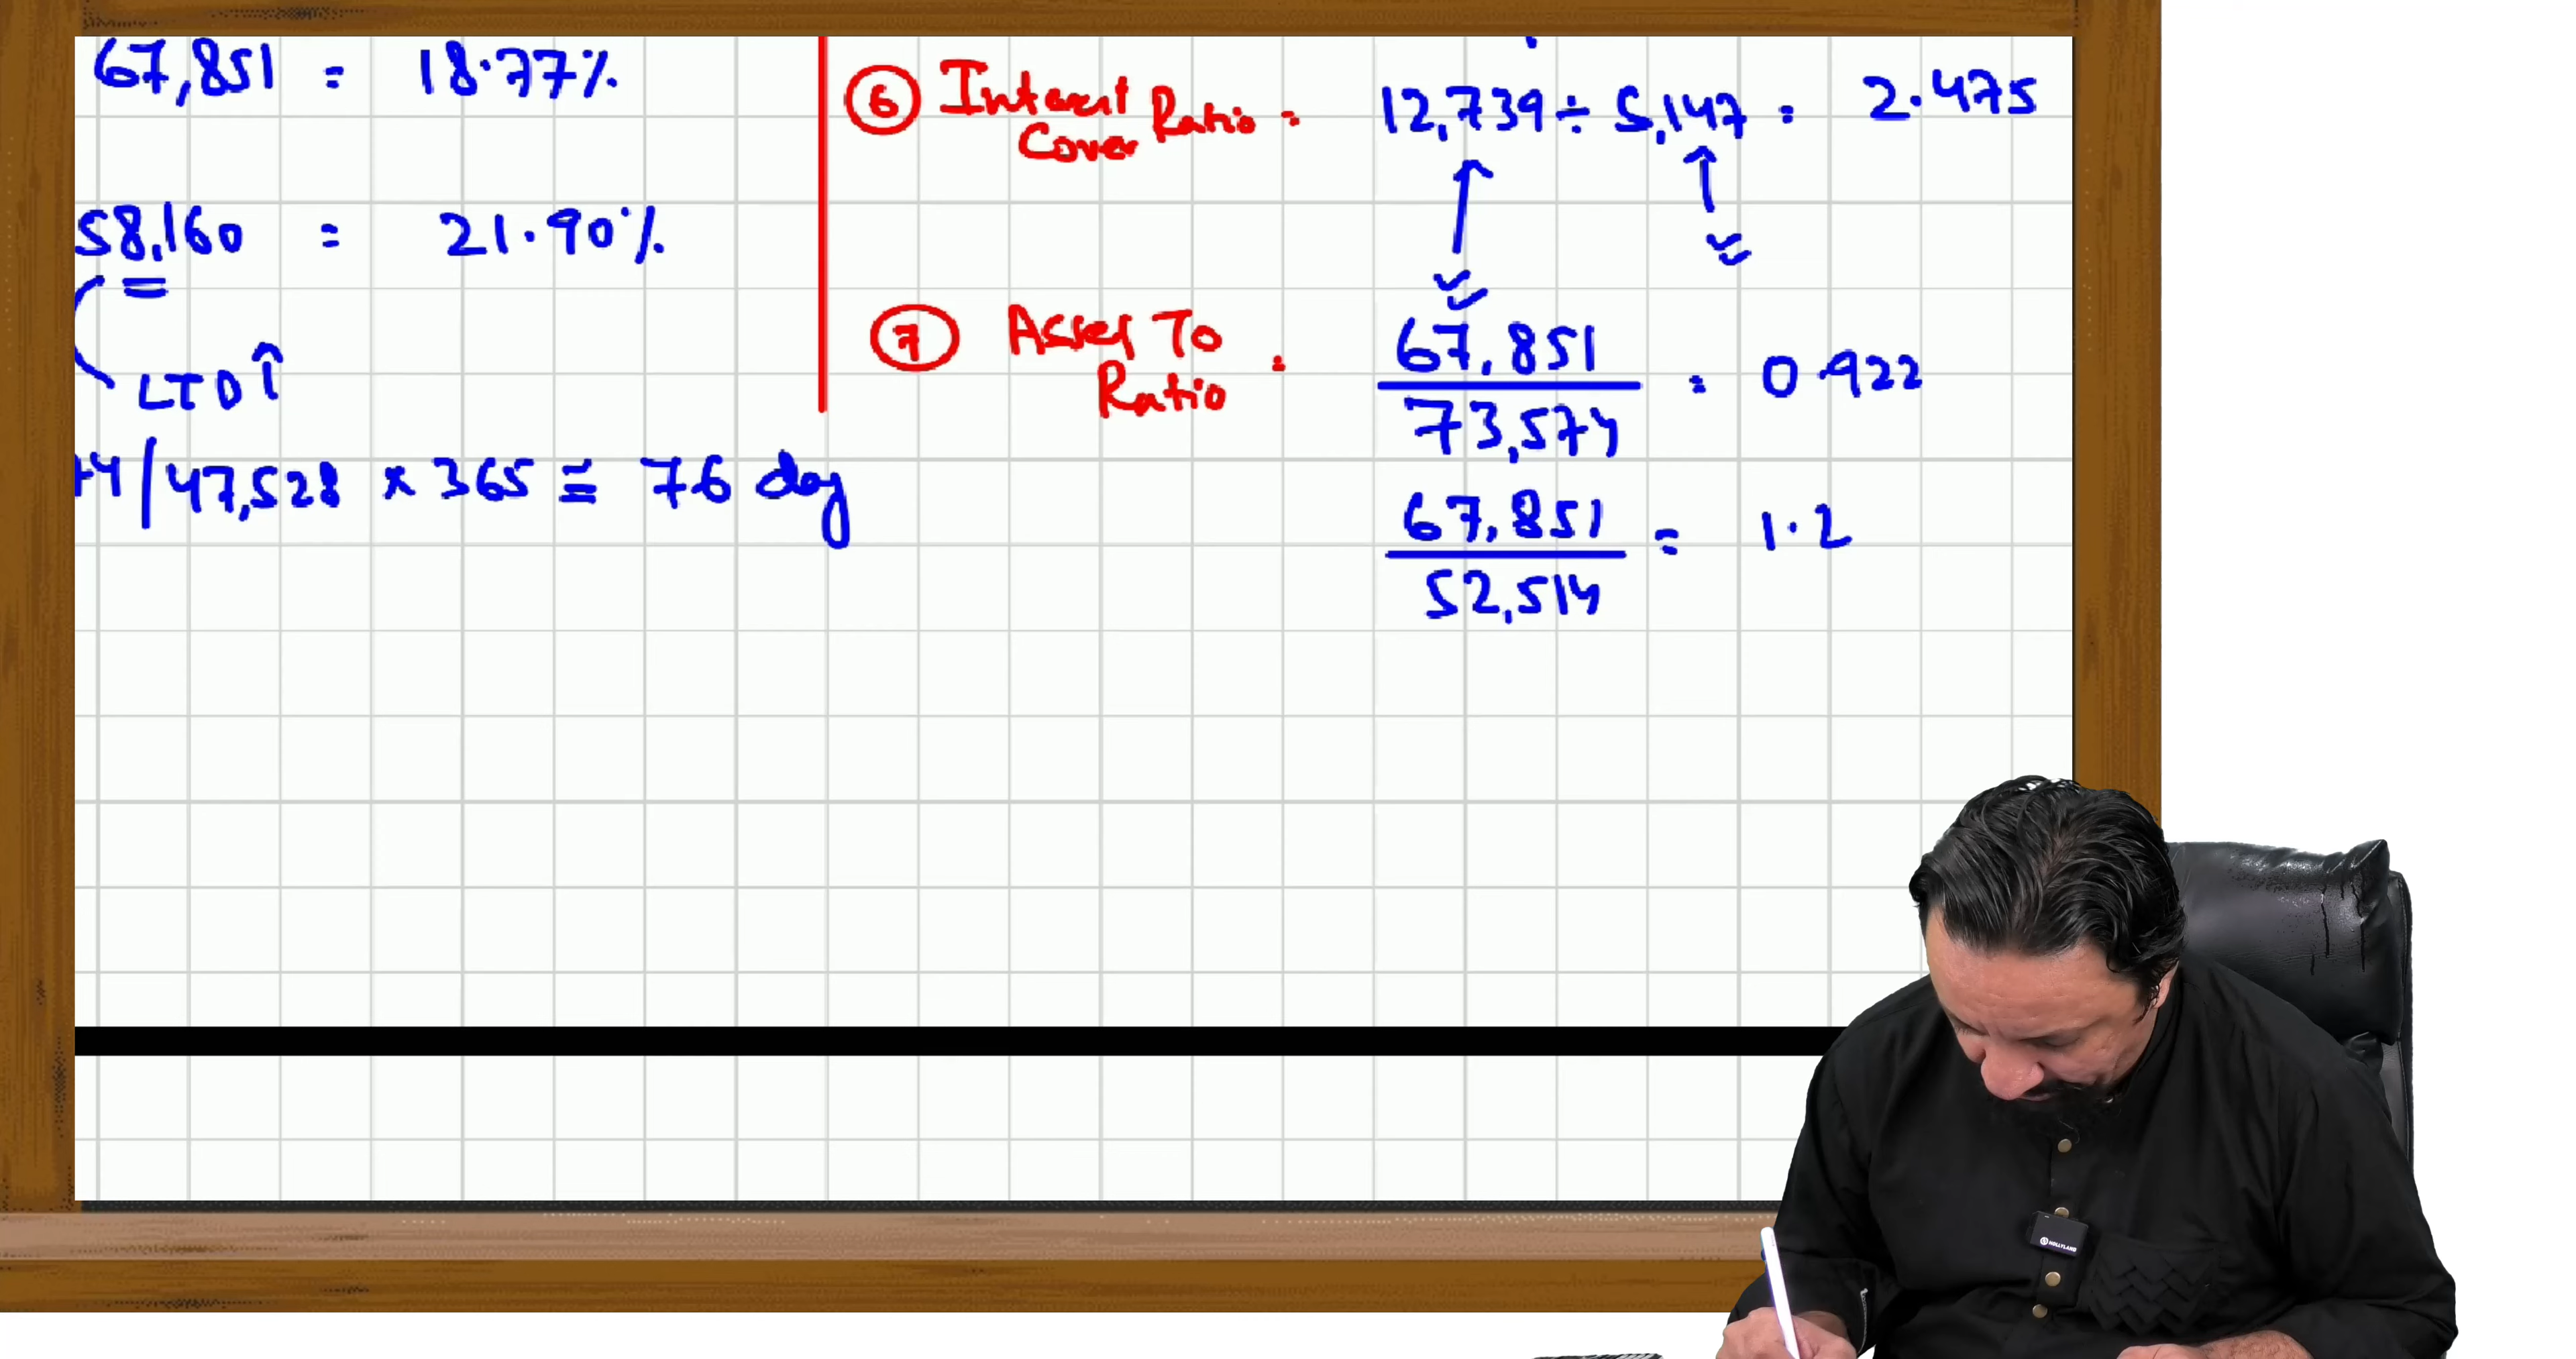 67,851 = 18.77%
58,160 = 21.90%
LTD↑
44/47,528 × 365 = 76 day
⑥ Interest Cover Ratio = 12,739 ÷ 5,147 = 2.475
⑦ Asset To Ratio = 67,851 / 73,574 = 0.922
67,851 / 52,514 = 1.2
HOLLYLAND